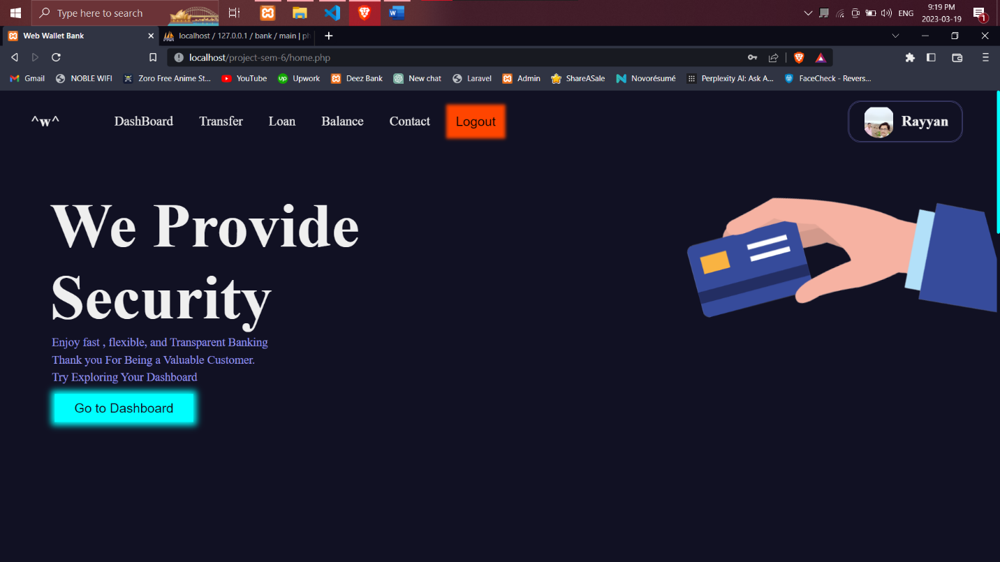 Type here to search
ENG
9:19 PM
2023-03-19
1
Web Wallet Bank
localhost / 127.0.0.1 / bank / main | ph
localhost/project-sem-6/home.php
Gmail
NOBLE WIFI
Zoro Free Anime St...
YouTube
Upwork
Deez Bank
New chat
Laravel
Admin
ShareASale
Novorésumé
Perplexity AI: Ask A...
FaceCheck - Revers...
^w^
DashBoard
Transfer
Loan
Balance
Contact
Logout
Rayyan
We Provide
Security
Enjoy fast , flexible, and Transparent Banking
Thank you For Being a Valuable Customer.
Try Exploring Your Dashboard
Go to Dashboard